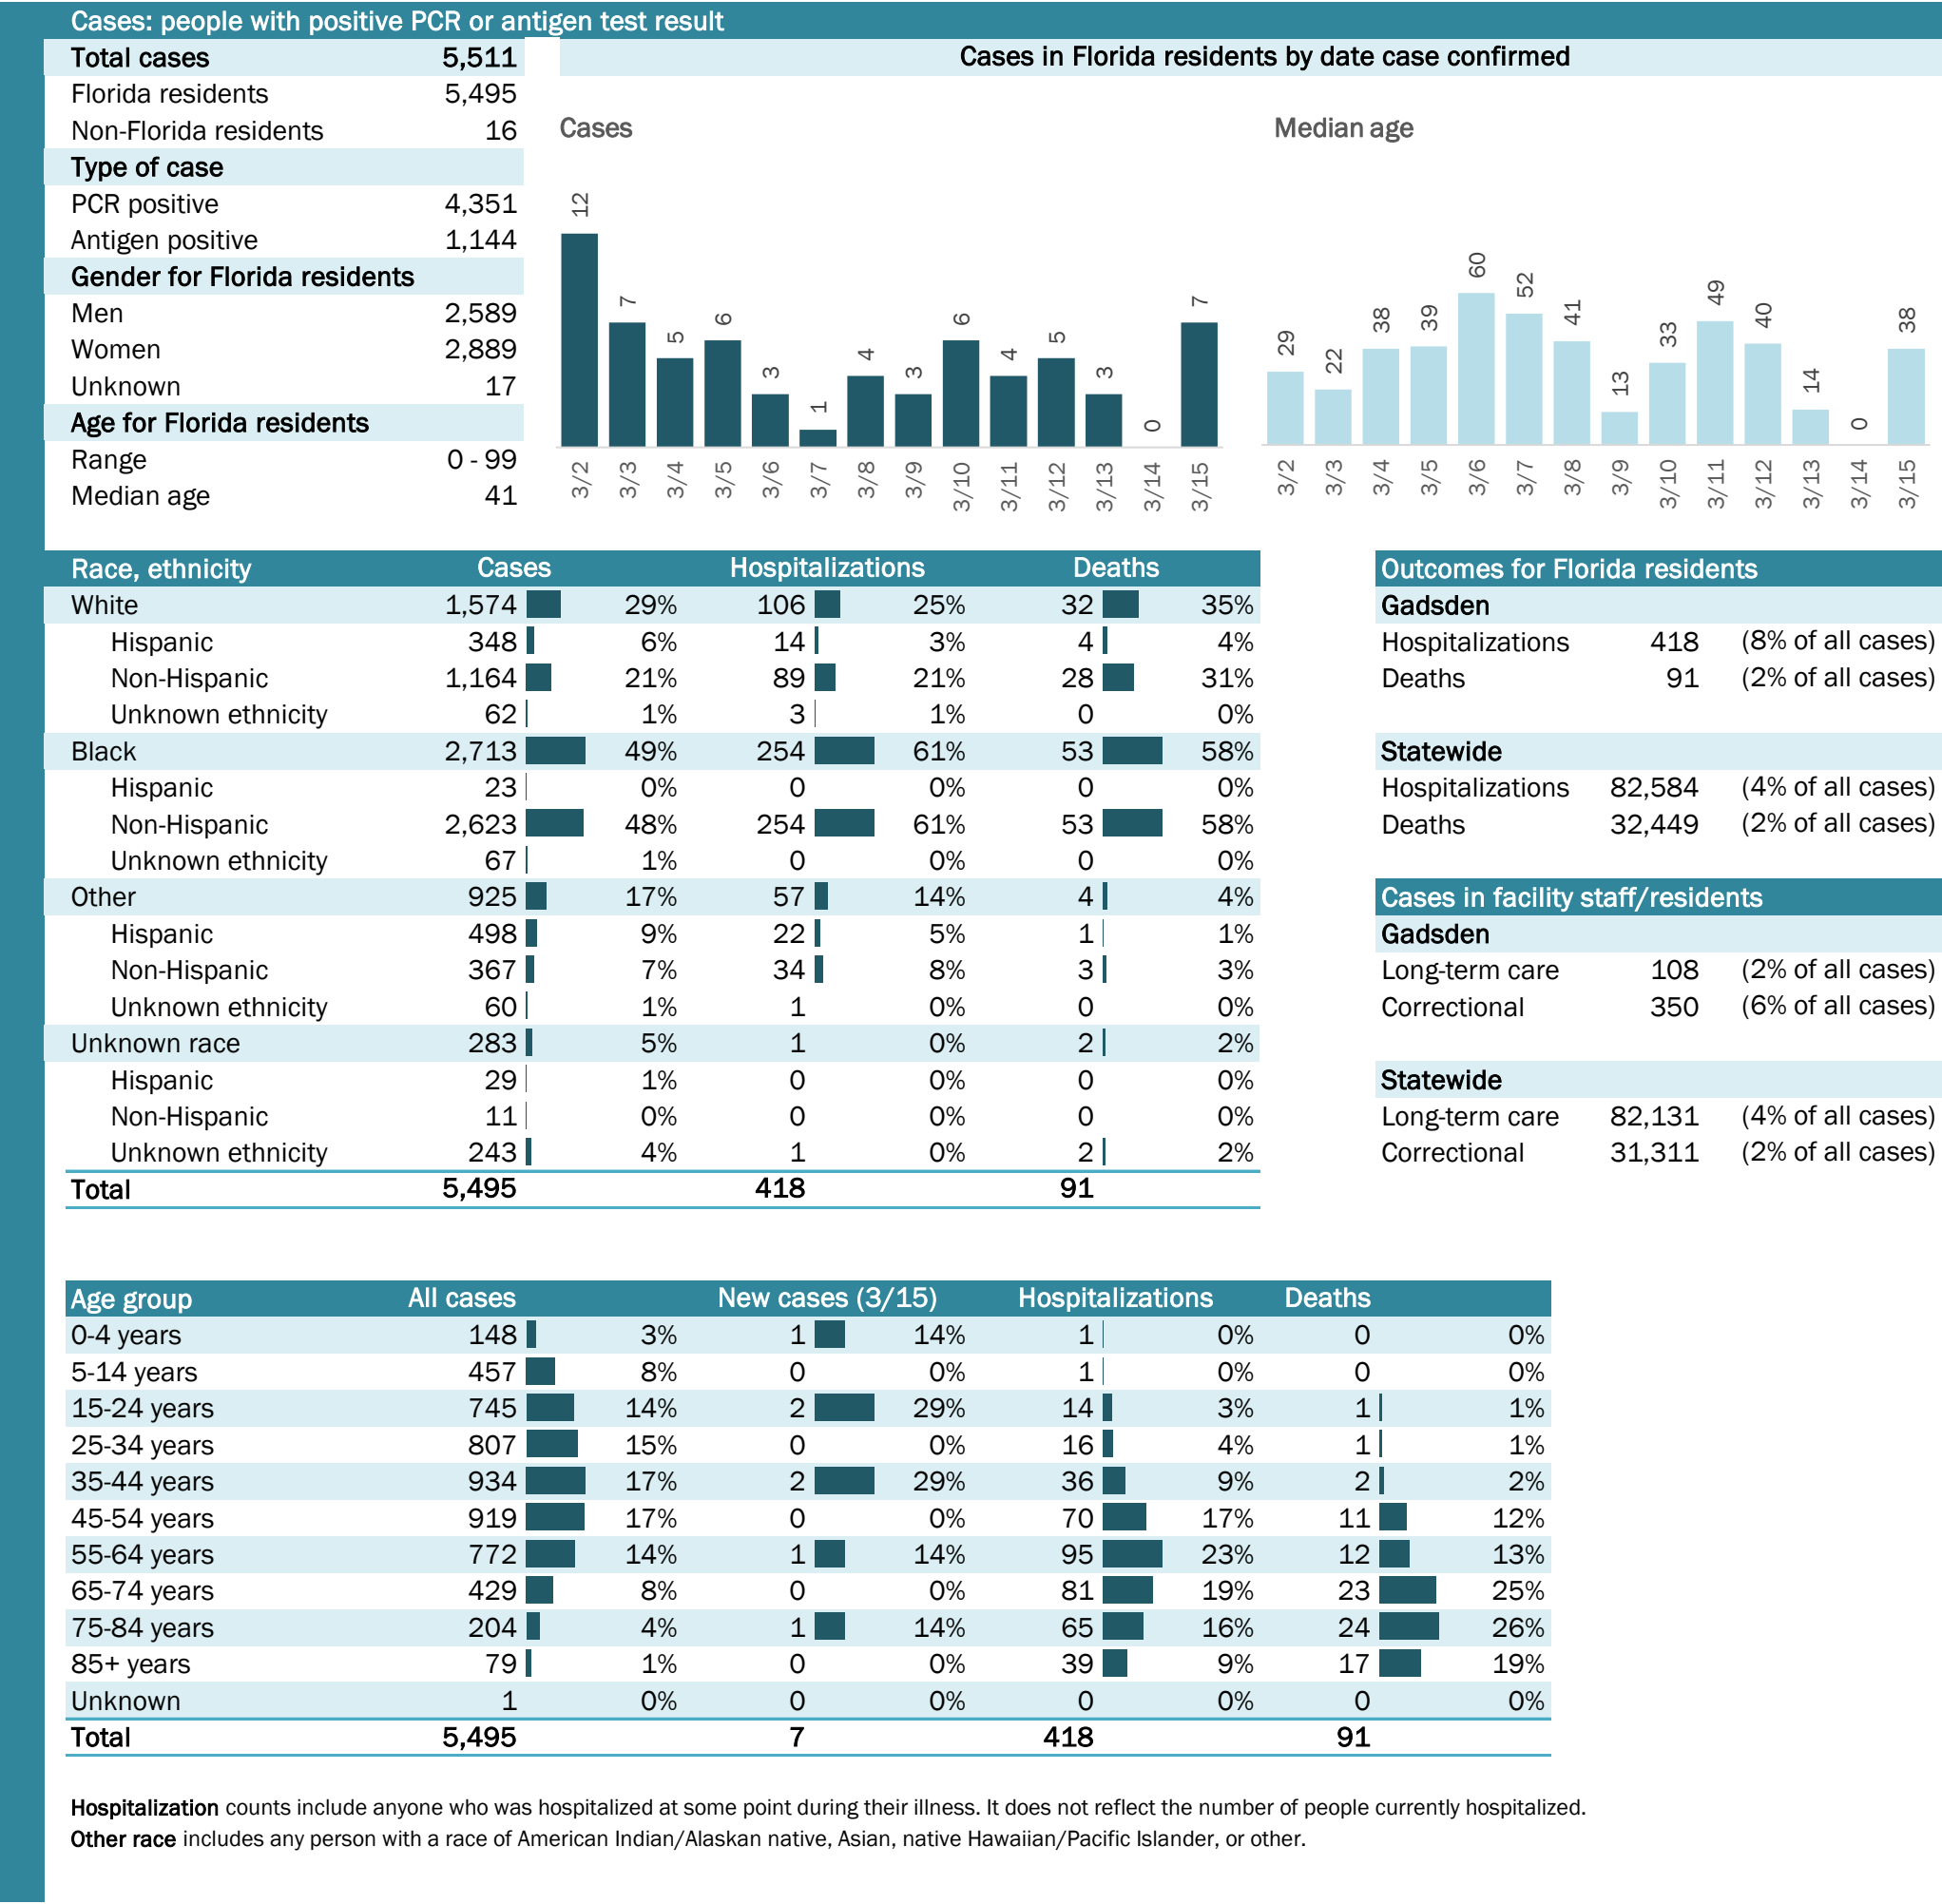 Cases: people with positive PCR or antigen test result
Total cases 5,511
Florida residents 5,495
Non-Florida residents 16
Type of case
PCR positive 4,351
Antigen positive 1,144
Gender for Florida residents
Men 2,589
Women 2,889
Unknown 17
Age for Florida residents
Range 0 - 99
Median age 41
Cases in Florida residents by date case confirmed
Cases
12 7 5 6 3 1 4 3 6 4 5 3 0 7
3/2 3/3 3/4 3/5 3/6 3/7 3/8 3/9 3/10 3/11 3/12 3/13 3/14 3/15
Median age
29 22 38 39 60 52 41 13 33 49 40 14 0 38
3/2 3/3 3/4 3/5 3/6 3/7 3/8 3/9 3/10 3/11 3/12 3/13 3/14 3/15
Race, ethnicity Cases Hospitalizations Deaths
White 1,574 29% 106 25% 32 35%
Hispanic 348 6% 14 3% 4 4%
Non-Hispanic 1,164 21% 89 21% 28 31%
Unknown ethnicity 62 1% 3 1% 0 0%
Black 2,713 49% 254 61% 53 58%
Hispanic 23 0% 0 0% 0 0%
Non-Hispanic 2,623 48% 254 61% 53 58%
Unknown ethnicity 67 1% 0 0% 0 0%
Other 925 17% 57 14% 4 4%
Hispanic 498 9% 22 5% 1 1%
Non-Hispanic 367 7% 34 8% 3 3%
Unknown ethnicity 60 1% 1 0% 0 0%
Unknown race 283 5% 1 0% 2 2%
Hispanic 29 1% 0 0% 0 0%
Non-Hispanic 11 0% 0 0% 0 0%
Unknown ethnicity 243 4% 1 0% 2 2%
Total 5,495 418 91
Outcomes for Florida residents
Gadsden
Hospitalizations 418 (8% of all cases)
Deaths 91 (2% of all cases)
Statewide
Hospitalizations 82,584 (4% of all cases)
Deaths 32,449 (2% of all cases)
Cases in facility staff/residents
Gadsden
Long-term care 108 (2% of all cases)
Correctional 350 (6% of all cases)
Statewide
Long-term care 82,131 (4% of all cases)
Correctional 31,311 (2% of all cases)
Age group All cases New cases (3/15) Hospitalizations Deaths
0-4 years 148 3% 1 14% 1 0% 0 0%
5-14 years 457 8% 0 0% 1 0% 0 0%
15-24 years 745 14% 2 29% 14 3% 1 1%
25-34 years 807 15% 0 0% 16 4% 1 1%
35-44 years 934 17% 2 29% 36 9% 2 2%
45-54 years 919 17% 0 0% 70 17% 11 12%
55-64 years 772 14% 1 14% 95 23% 12 13%
65-74 years 429 8% 0 0% 81 19% 23 25%
75-84 years 204 4% 1 14% 65 16% 24 26%
85+ years 79 1% 0 0% 39 9% 17 19%
Unknown 1 0% 0 0% 0 0% 0 0%
Total 5,495 7 418 91
Hospitalization counts include anyone who was hospitalized at some point during their illness. It does not reflect the number of people currently hospitalized.
Other race includes any person with a race of American Indian/Alaskan native, Asian, native Hawaiian/Pacific Islander, or other.